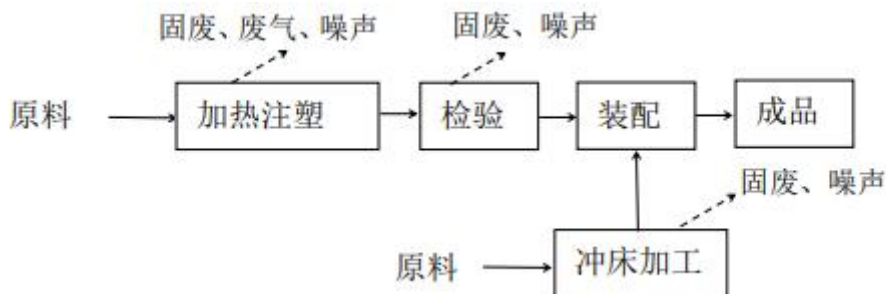 固废、废气、噪声
固废、噪声
原料
加热注塑
检验
装配
成品
固废、噪声
原料
冲床加工